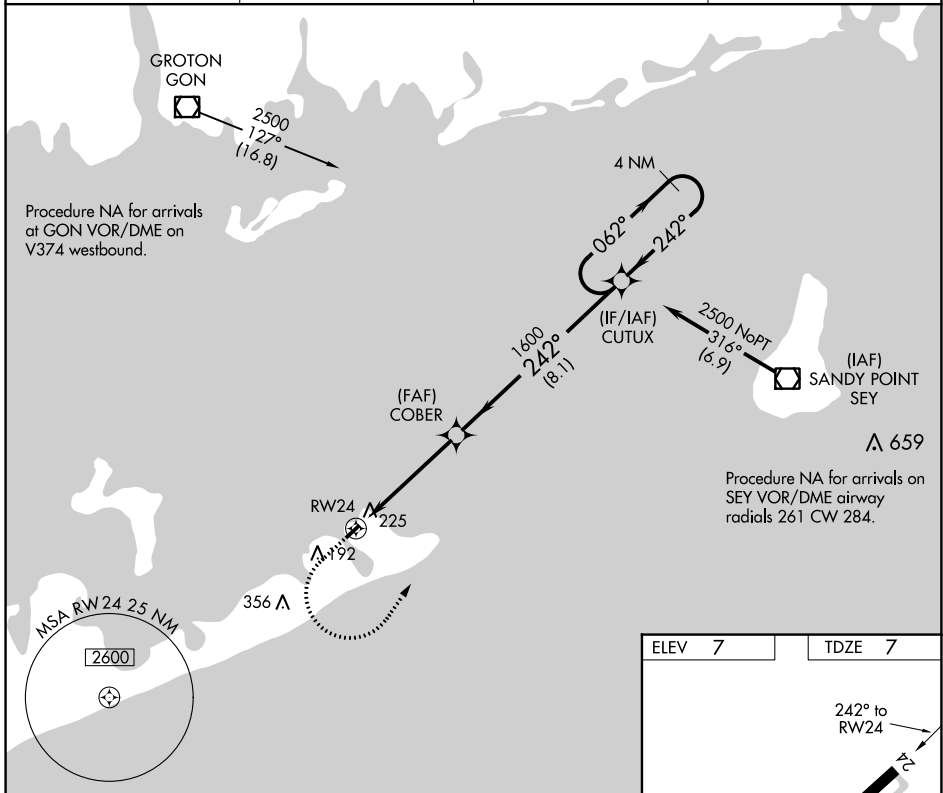 GROTON
GON
2500
127°
(16.8)
4 NM
Procedure NA for arrivals
at GON VOR/DME on
V374 westbound.
062°
242°
(IF/IAF)
CUTUX
2500 NoPT
316°
(6.9)
(IAF)
SANDY POINT
SEY
1600
242°
(8.1)
(FAF)
COBER
659
Procedure NA for arrivals on
SEY VOR/DME airway
radials 261 CW 284.
RW24
225
192
356
MSA RW24 25 NM
2600
ELEV 7
TDZE 7
242° to
RW24
24